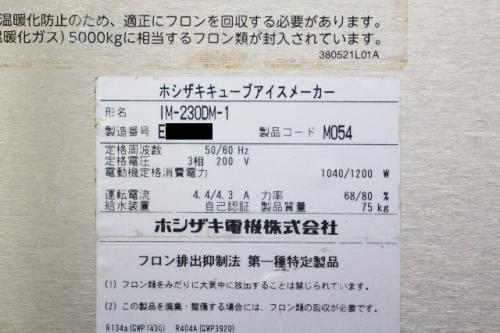 温暖化防止のため、適正にフロンを回収する必要があります。
温暖化ガス) 5000kgに相当するフロン類が封入されています。
380521L01A
ホシザキキューブアイスメーカー
形名 IM-230DM-1
製造番号 E 製品コード M054
定格周波数 50/60 Hz
定格電圧 3相 200 V
電動機定格消費電力 1040/1200 W
運転電流 4.4/4.3 A 力率 68/80 %
給水装置 自己認証 製品質量 75 kg
ホシザキ電機株式会社
フロン排出抑制法 第一種特定製品
(1) フロン類をみだりに大気中に放出することは禁じられています。
(2) この製品を廃棄・整備する場合には、フロン類の回収が必要です。
R134a(GWP1430) R404A(GWP3920)